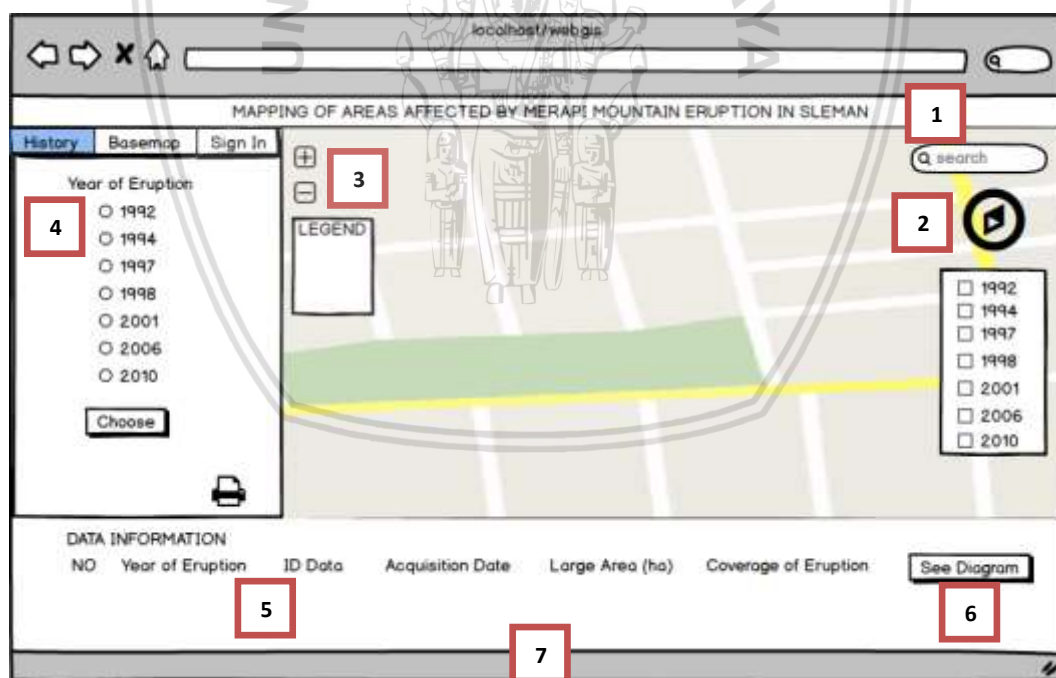 UN
AYA
localhost/webgis
MAPPING OF AREAS AFFECTED BY MERAPI MOUNTAIN ERUPTION IN SLEMAN
1
History Basemap Sign In
search
3
2
Year of Eruption
4
1992
1994
1997
1998
2001
2006
2010
Choose
LEGEND
1992
1994
1997
1998
2001
2006
2010
DATA INFORMATION
NO Year of Eruption ID Data Acquisition Date Large Area (ha) Coverage of Eruption See Diagram
5
6
7